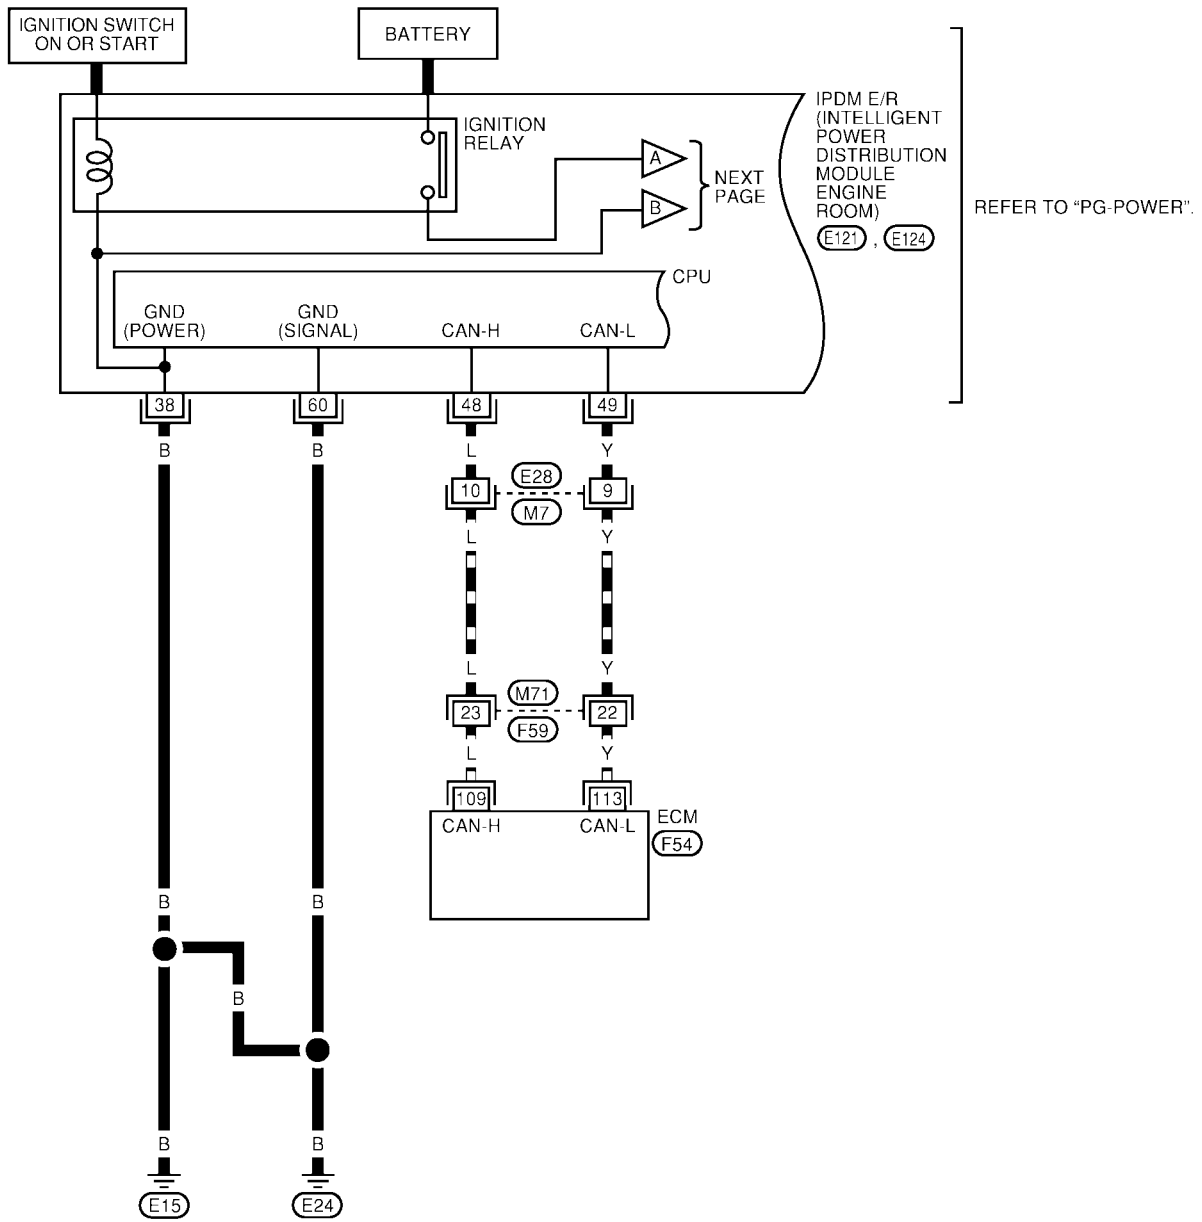 IGNITION SWITCH
ON OR START
BATTERY
IGNITION
RELAY
A
B
NEXT
PAGE
IPDM E/R
(INTELLIGENT
POWER
DISTRIBUTION
MODULE
ENGINE
ROOM)
E121 , E124
REFER TO “PG-POWER”.
CPU
GND
(POWER)
GND
(SIGNAL)
CAN-H
CAN-L
38
60
48
49
B
B
L
Y
10
E28
9
M7
L
Y
L
Y
23
M71
22
F59
L
Y
109
113
CAN-H
CAN-L
ECM
F54
B
B
B
B
B
E15
E24